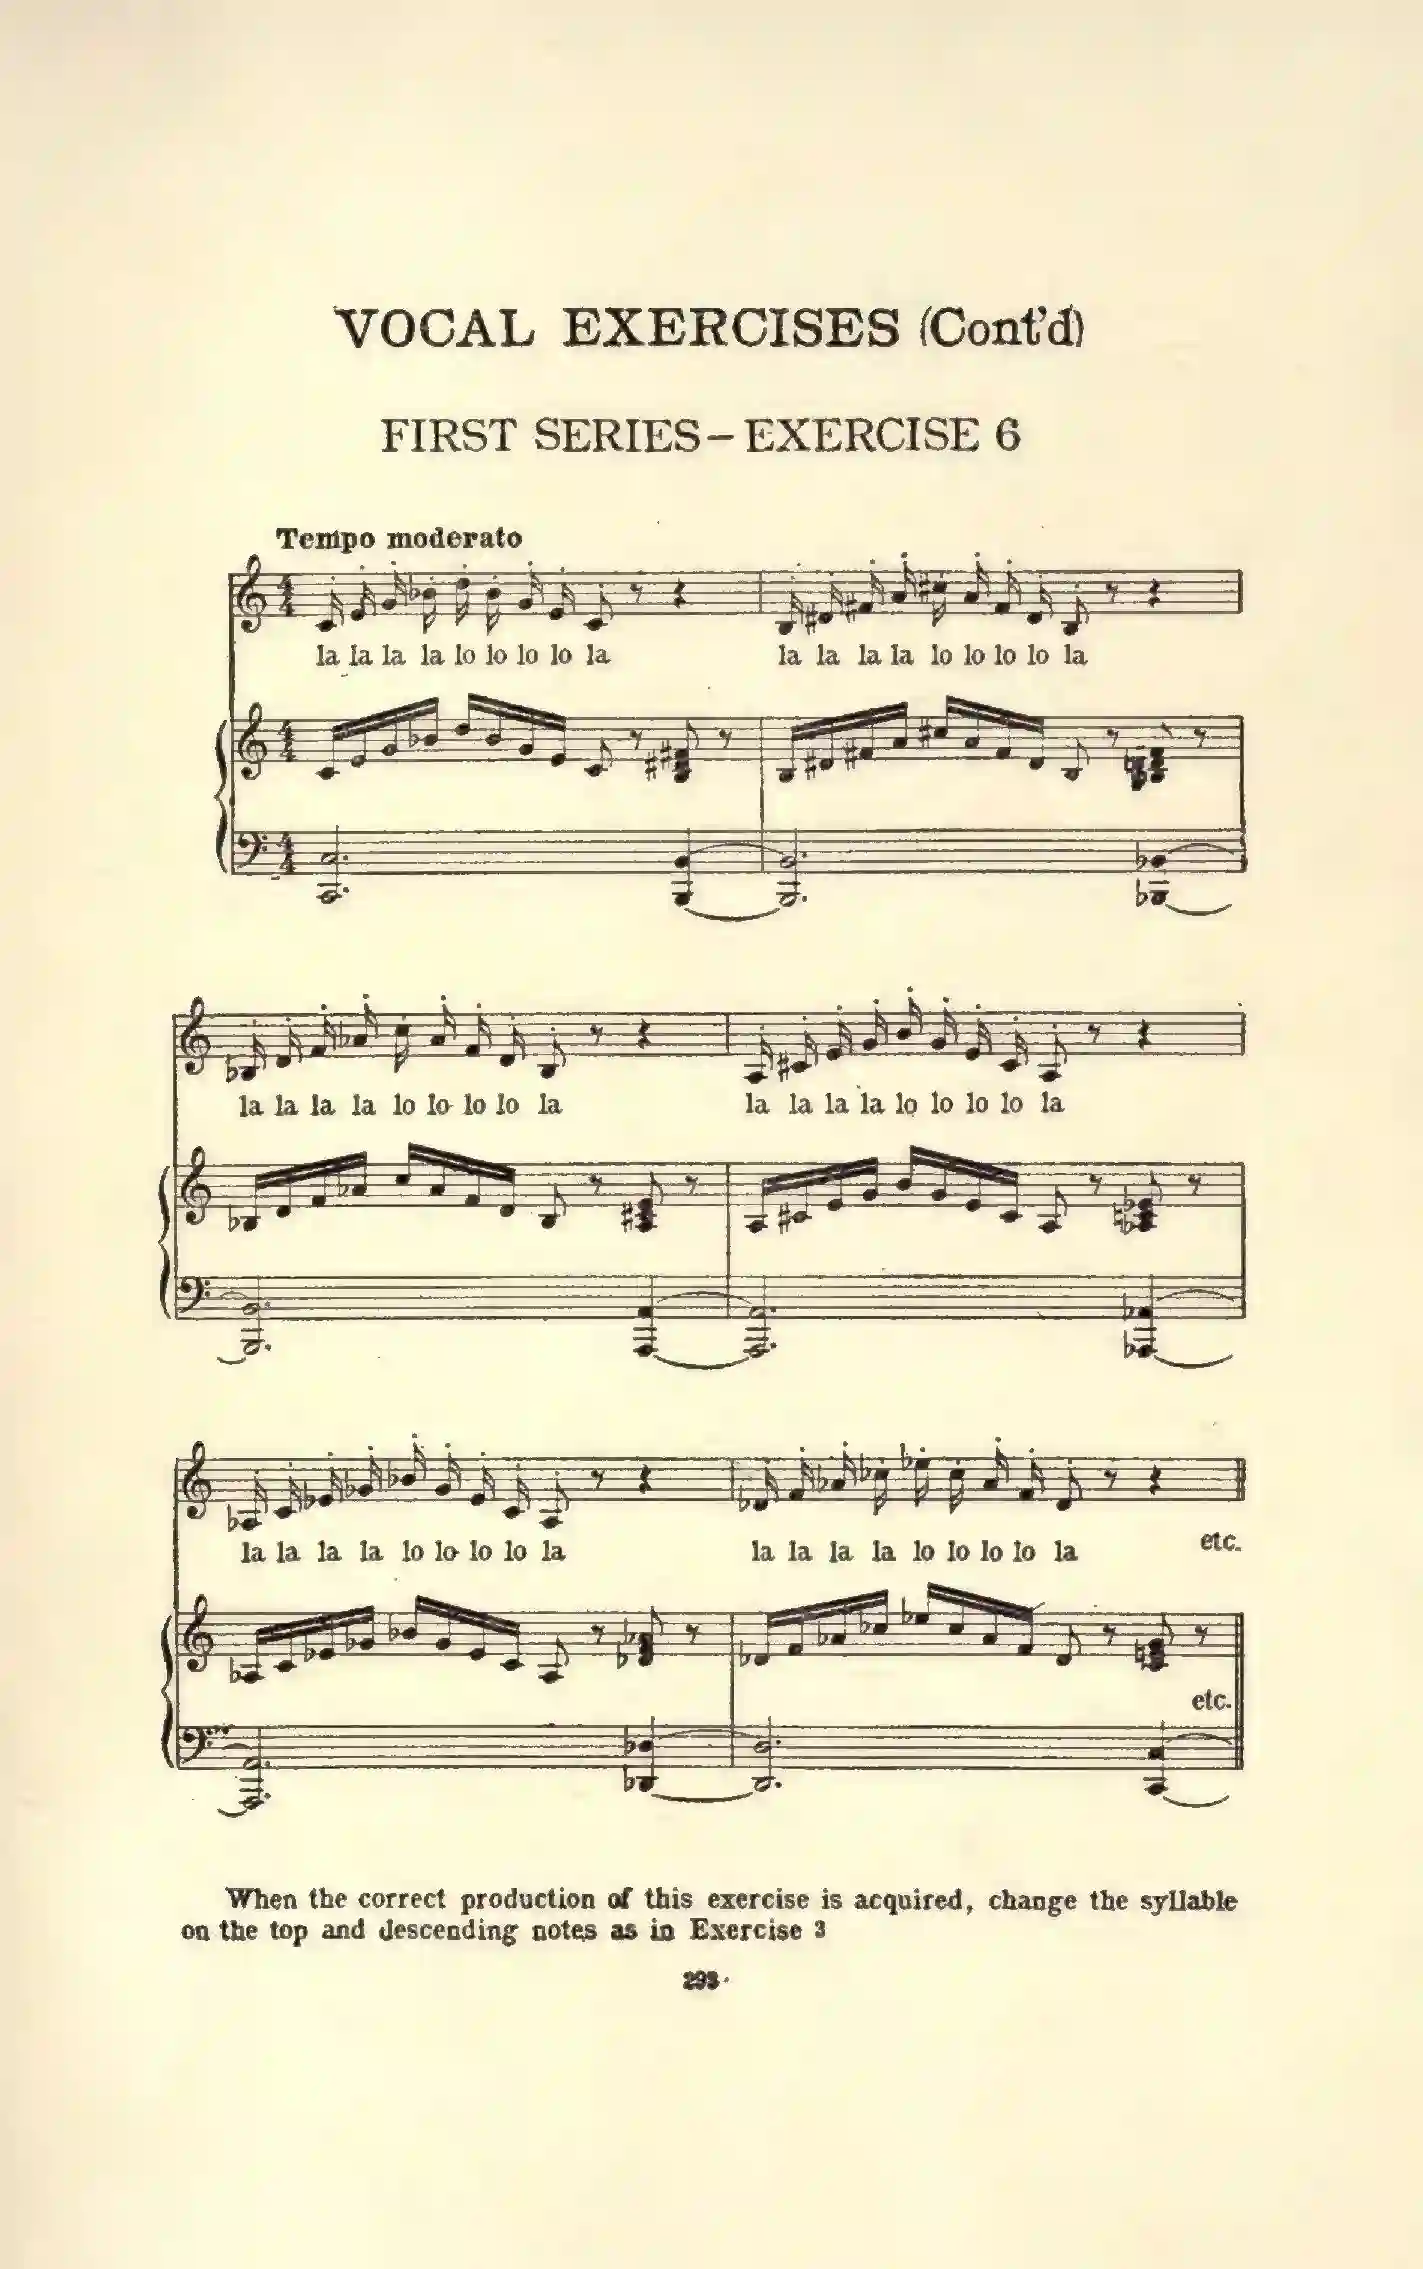 VOCAL EXERCISES (Cont'd)
FIRST SERIES – EXERCISE 6
Tempo moderato
la la la la lo lo lo lo la la la la la lo lo lo lo la
la la la la lo lo lo lo la la la la la lo lo lo lo la
la la la la lo lo lo lo la la la la la lo lo lo lo la etc.
etc.
When the correct production of this exercise is acquired, change the syllable
on the top and descending notes as in Exercise 3
293